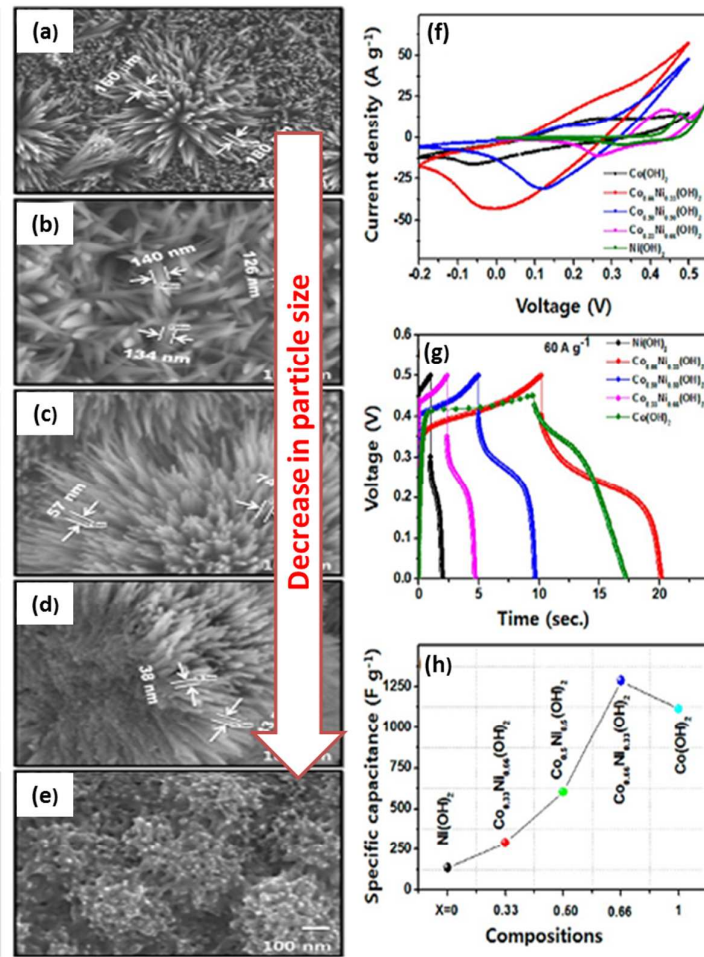 (a)
160 nm
(b)
140 nm
126 nm
134 nm
(c)
57 nm
(d)
38 nm
(e)
100 nm
Decrease in particle size
(f)
Current density (A g⁻¹)
50
25
0
-25
-50
Co(OH)₂
Co₀.₆₆Ni₀.₃₃(OH)₂
Co₀.₅₀Ni₀.₅₀(OH)₂
Co₀.₃₃Ni₀.₆₆(OH)₂
Ni(OH)₂
-0.2 -0.1 0.0 0.1 0.2 0.3 0.4 0.5
Voltage (V)
(g)
60 A g⁻¹
Voltage (V)
0.6
0.5
0.4
0.3
0.2
0.1
0.0
Ni(OH)₂
Co₀.₆₆Ni₀.₃₃(OH)₂
Co₀.₅₀Ni₀.₅₀(OH)₂
Co₀.₃₃Ni₀.₆₆(OH)₂
Co(OH)₂
0 5 10 15 20
Time (sec.)
(h)
Specific capacitance (F g⁻¹)
1250
1000
750
500
250
0
Ni(OH)₂
Co₀.₃₃Ni₀.₆₆(OH)₂
Co₀.₅Ni₀.₅(OH)₂
Co₀.₆₆Ni₀.₃₃(OH)₂
Co(OH)₂
X=0 0.33 0.50 0.66 1
Compositions